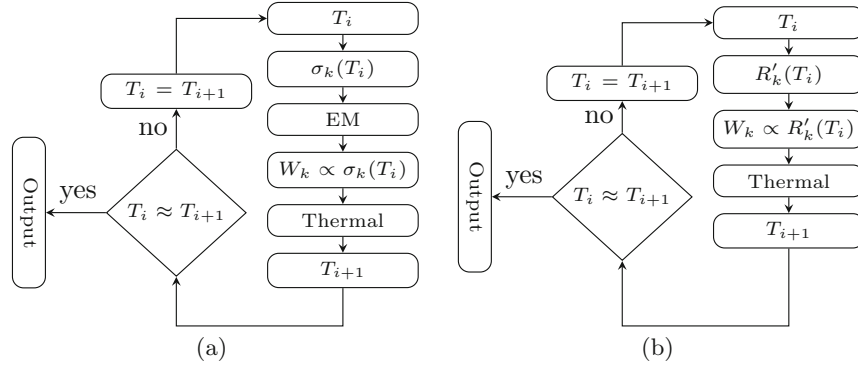 T_i
σ_k(T_i)
T_i = T_{i+1}
EM
no
W_k ∝ σ_k(T_i)
yes
Output
T_i ≈ T_{i+1}
Thermal
T_{i+1}
(a)
T_i
R'_k(T_i)
T_i = T_{i+1}
no
W_k ∝ R'_k(T_i)
yes
Output
T_i ≈ T_{i+1}
Thermal
T_{i+1}
(b)